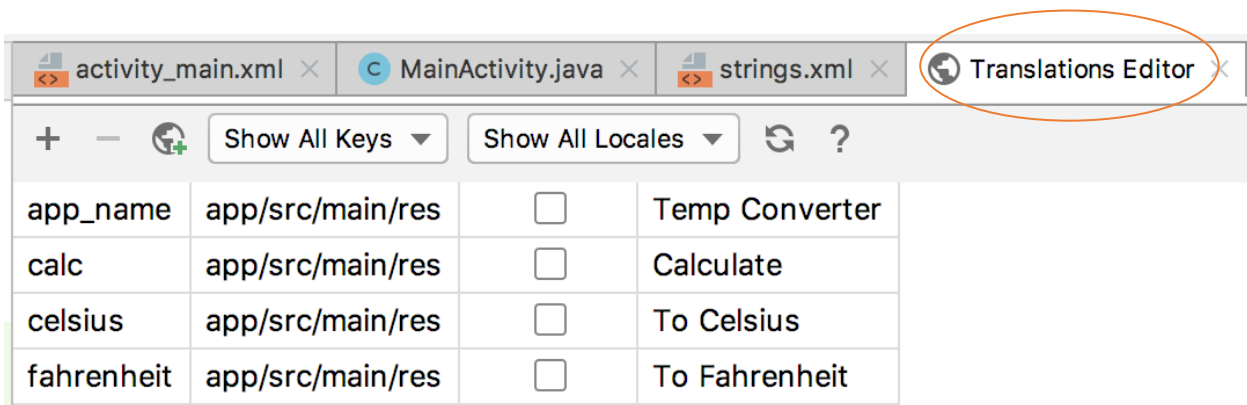 activity_main.xml MainActivity.java strings.xml Translations Editor
Show All Keys Show All Locales ?
app_name app/src/main/res Temp Converter
calc app/src/main/res Calculate
celsius app/src/main/res To Celsius
fahrenheit app/src/main/res To Fahrenheit